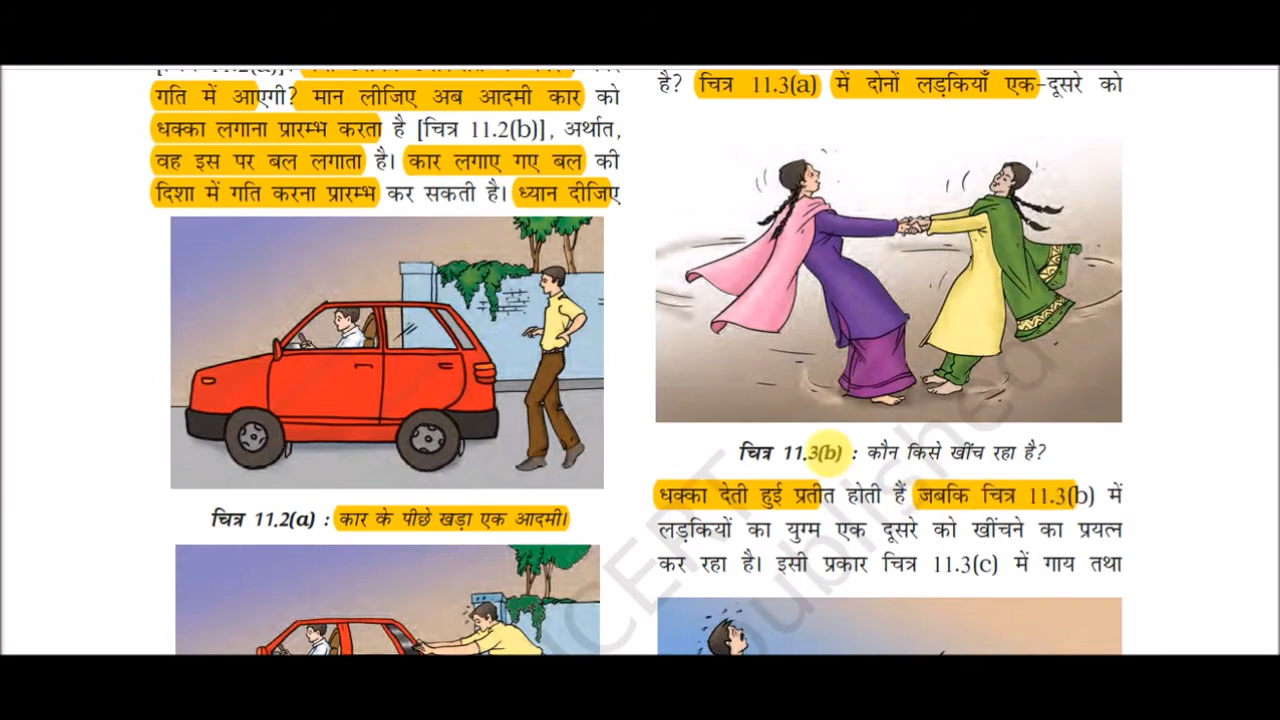 गति में आएगी? मान लीजिए अब आदमी कार को
धक्का लगाना प्रारम्भ करता है [चित्र 11.2(b)], अर्थात,
वह इस पर बल लगाता है। कार लगाए गए बल की
दिशा में गति करना प्रारम्भ कर सकती है। ध्यान दीजिए
चित्र 11.2(a) : कार के पीछे खड़ा एक आदमी।
है? चित्र 11.3(a) में दोनों लड़कियाँ एक-दूसरे को
चित्र 11.3(b) : कौन किसे खींच रहा है?
धक्का देती हुई प्रतीत होती हैं जबकि चित्र 11.3(b) में
लड़कियों का युग्म एक दूसरे को खींचने का प्रयत्न
कर रहा है। इसी प्रकार चित्र 11.3(c) में गाय तथा